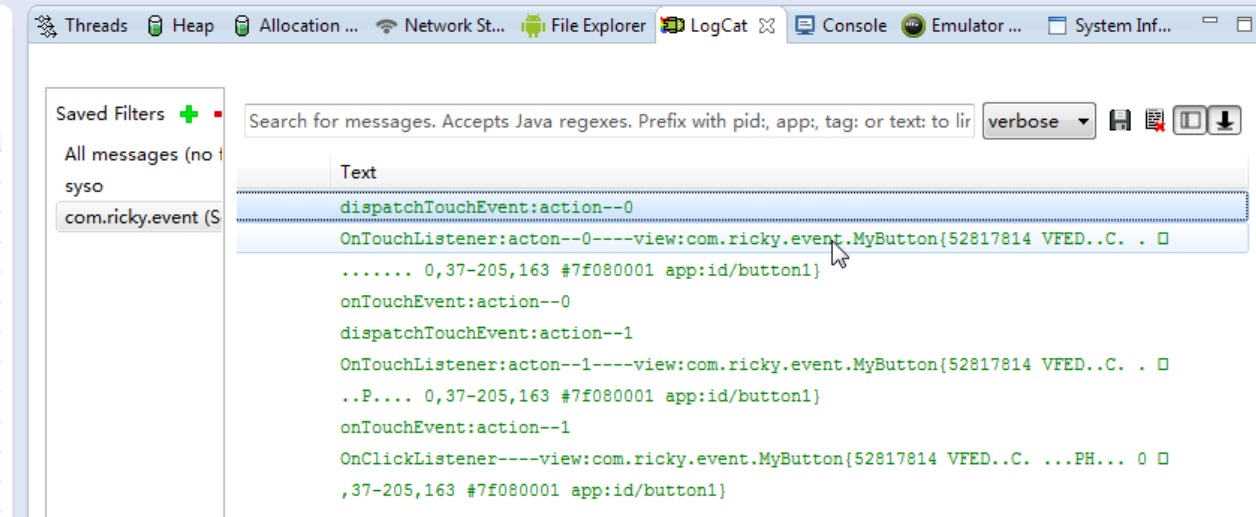 Threads Heap Allocation ... Network St... File Explorer LogCat Console Emulator ... System Inf...
Saved Filters
Search for messages. Accepts Java regexes. Prefix with pid:, app:, tag: or text: to lir verbose
All messages (no f
Text
syso
dispatchTouchEvent:action--0
com.ricky.event (S
OnTouchListener:acton--0----view:com.ricky.event.MyButton{52817814 VFED..C. . □
....... 0,37-205,163 #7f080001 app:id/button1}
onTouchEvent:action--0
dispatchTouchEvent:action--1
OnTouchListener:acton--1----view:com.ricky.event.MyButton{52817814 VFED..C. . □
..P.... 0,37-205,163 #7f080001 app:id/button1}
onTouchEvent:action--1
OnClickListener----view:com.ricky.event.MyButton{52817814 VFED..C. ...PH... 0 □
,37-205,163 #7f080001 app:id/button1}